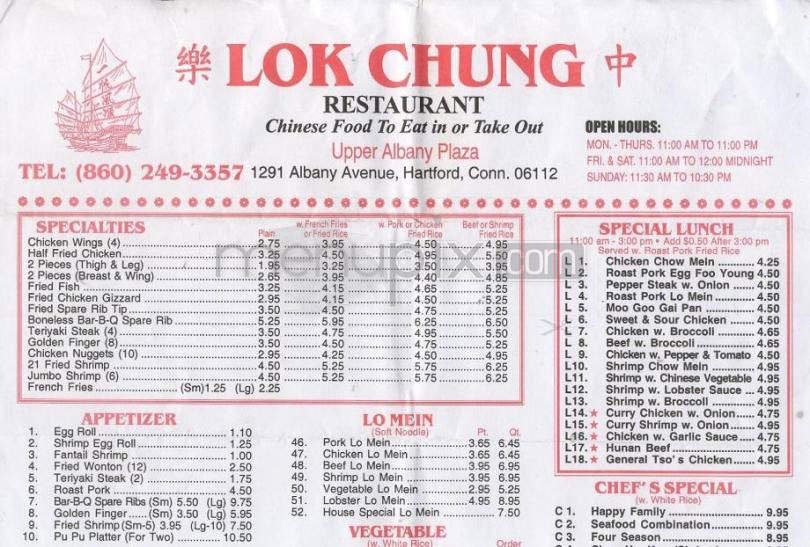 樂 LOK CHUNG 中
RESTAURANT
Chinese Food To Eat in or Take Out
Upper Albany Plaza
TEL: (860) 249-3357 1291 Albany Avenue, Hartford, Conn. 06112
OPEN HOURS:
MON. - THURS. 11:00 AM TO 11:00 PM
FRI. & SAT. 11:00 AM TO 12:00 MIDNIGHT
SUNDAY: 11:30 AM TO 10:30 PM
SPECIALTIES
Plain w. French Fries or Fried Rice w. Pork or Chicken Fried Rice Beef or Shrimp Fried Rice
Chicken Wings (4) 2.75 3.95 4.50 4.95
Half Fried Chicken 3.25 4.50 4.95 5.50
2 Pieces (Thigh & Leg) 1.95 3.25 3.50 3.85
2 Pieces (Breast & Wing) 2.65 3.95 4.40 4.65
Fried Fish 3.25 4.15 4.85 5.25
Fried Chicken Gizzard 2.95 4.15 4.50 5.25
Fried Spare Rib Tip 3.50 4.50 4.75 5.25
Boneless Bar-B-Q Spare Rib 5.25 5.95 6.25 6.50
Teriyaki Steak (4) 3.50 4.75 4.95 5.50
Golden Finger (8) 3.50 4.50 4.75 5.25
Chicken Nuggets (10) 2.95 4.25 4.50 4.95
21 Fried Shrimp 4.50 5.25 5.25 5.75
Jumbo Shrimp (6) 4.50 5.25 5.75 6.25
French Fries (Sm)1.25 (Lg) 2.25
SPECIAL LUNCH
11:00 am - 3:00 pm • Add $0.50 After 3:00 pm
Served w. Roast Pork Fried Rice
L 1. Chicken Chow Mein 4.25
L 2. Roast Pork Egg Foo Young 4.50
L 3. Pepper Steak w. Onion 4.50
L 4. Roast Pork Lo Mein 4.50
L 5. Moo Goo Gai Pan 4.50
L 6. Sweet & Sour Chicken 4.50
L 7. Chicken w. Broccoli 4.65
L 8. Beef w. Broccoli 4.65
L 9. Chicken w. Pepper & Tomato 4.50
L10. Shrimp Chow Mein 4.95
L11. Shrimp w. Chinese Vegetable 4.95
L12. Shrimp w. Lobster Sauce 4.95
L13. Shrimp w. Broccoli 4.95
L14.★ Curry Chicken w. Onion 4.75
L15.★ Curry Shrimp w. Onion 4.95
L16.★ Chicken w. Garlic Sauce 4.75
L17.★ Hunan Beef 4.75
L18.★ General Tso's Chicken 4.95
APPETIZER
1. Egg Roll 1.10
2. Shrimp Egg Roll 1.25
3. Fantail Shrimp 1.00
4. Fried Wonton (12) 2.50
5. Teriyaki Steak (2) 1.75
6. Roast Pork 4.50
7. Bar-B-Q Spare Ribs (Sm) 5.50 (Lg) 9.75
8. Golden Finger (Sm) 3.50 (Lg) 5.95
9. Fried Shrimp(Sm-5) 3.95 (Lg-10) 7.50
10. Pu Pu Platter (For Two) 10.50
LO MEIN
(Soft Noodle) Pt. Qt.
46. Pork Lo Mein 3.65 6.45
47. Chicken Lo Mein 3.65 6.45
48. Beef Lo Mein 3.95 6.95
49. Shrimp Lo Mein 3.95 6.95
50. Vegetable Lo Mein 2.95 5.25
51. Lobster Lo Mein 4.95 8.95
52. House Special Lo Mein 7.50
VEGETABLE
(w. White Rice) Order
CHEF'S SPECIAL
(w. White Rice)
C 1. Happy Family 9.95
C 2. Seafood Combination 9.95
C 3. Four Season 8.95
menupix.com